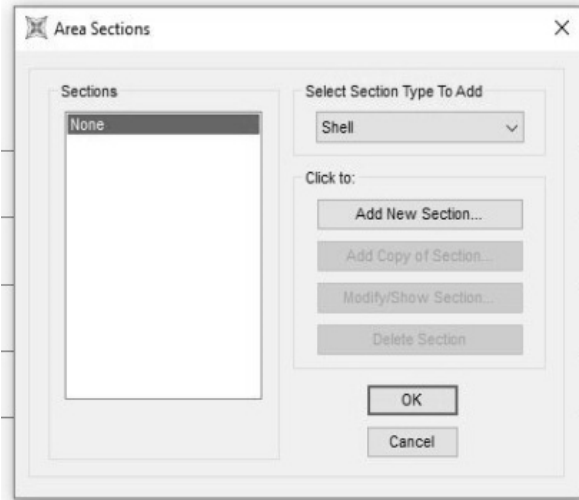 Area Sections
Sections
None
Select Section Type To Add
Shell
Click to:
Add New Section...
Add Copy of Section...
Modify/Show Section...
Delete Section
OK
Cancel